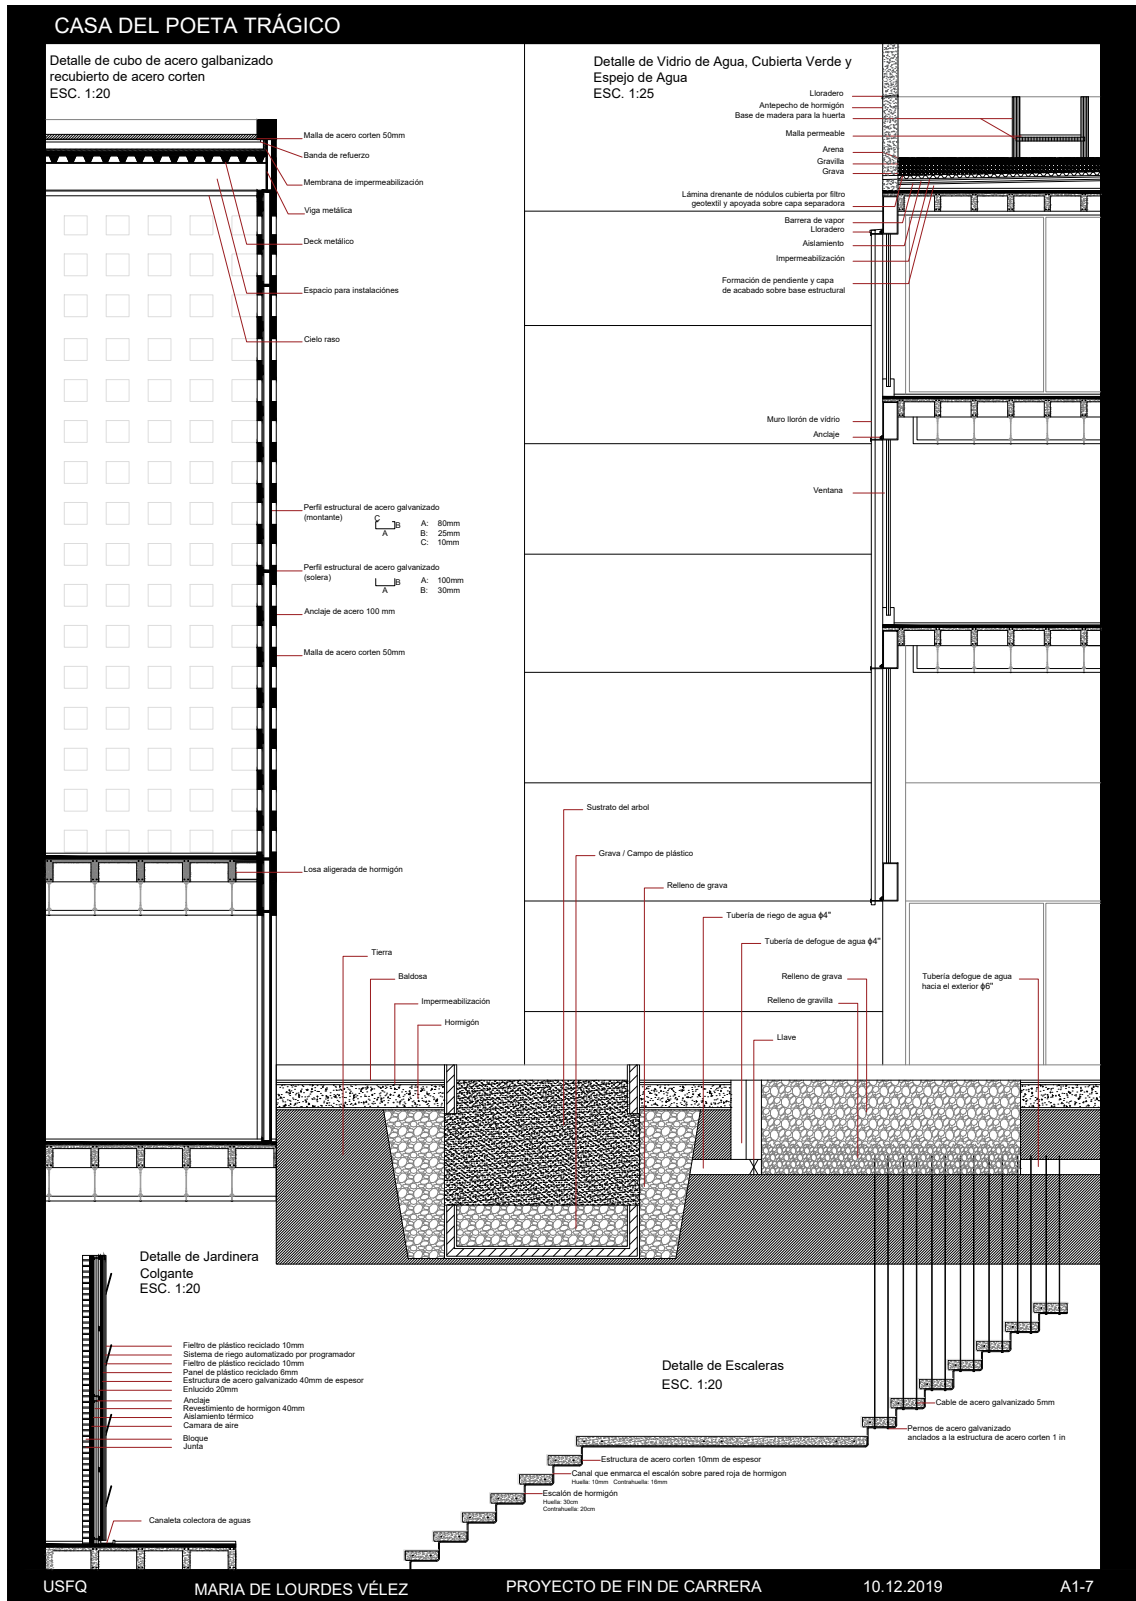 CASA DEL POETA TRÁGICO
Detalle de cubo de acero galbanizado
recubierto de acero corten
ESC. 1:20
Malla de acero corten 50mm
Banda de refuerzo
Membrana de impermeabilización
Viga metálica
Deck metálico
Espacio para instalaciónes
Cielo raso
Perfil estructural de acero galvanizado
(montante)
C
B
A
A: 80mm
B: 25mm
C: 10mm
Perfil estructural de acero galvanizado
(solera)
B
A
A: 100mm
B: 30mm
Anclaje de acero 100 mm
Malla de acero corten 50mm
Losa aligerada de hormigón
Detalle de Vidrio de Agua, Cubierta Verde y
Espejo de Agua
ESC. 1:25
Lloradero
Antepecho de hormigón
Base de madera para la huerta
Malla permeable
Arena
Gravilla
Grava
Lámina drenante de nódulos cubierta por filtro
geotextil y apoyada sobre capa separadora
Barrera de vapor
Lloradero
Aislamiento
Impermeabilización
Formación de pendiente y capa
de acabado sobre base estructural
Muro llorón de vídrio
Anclaje
Ventana
Sustrato del arbol
Grava / Campo de plástico
Relleno de grava
Tubería de riego de agua ϕ4"
Tubería de defogue de agua ϕ4"
Relleno de grava
Relleno de gravilla
Llave
Tubería defogue de agua
hacia el exterior ϕ6"
Tierra
Baldosa
Impermeabilización
Hormigón
Detalle de Jardinera
Colgante
ESC. 1:20
Fieltro de plástico reciclado 10mm
Sistema de riego automatizado por programador
Fieltro de plástico reciclado 10mm
Panel de plástico reciclado 6mm
Estructura de acero galvanizado 40mm de espesor
Enlucido 20mm
Anclaje
Revestimiento de hormigon 40mm
Aislamiento térmico
Camara de aire
Bloque
Junta
Canaleta colectora de aguas
Detalle de Escaleras
ESC. 1:20
Cable de acero galvanizado 5mm
Pernos de acero galvanizado
anclados a la estructura de acero corten 1 in
Estructura de acero corten 10mm de espesor
Canal que enmarca el escalón sobre pared roja de hormigon
Huella: 10mm Contrahuella: 16mm
Escalón de hormigón
Huella: 30cm
Contrahuella: 20cm
USFQ
MARIA DE LOURDES VÉLEZ
PROYECTO DE FIN DE CARRERA
10.12.2019
A1-7